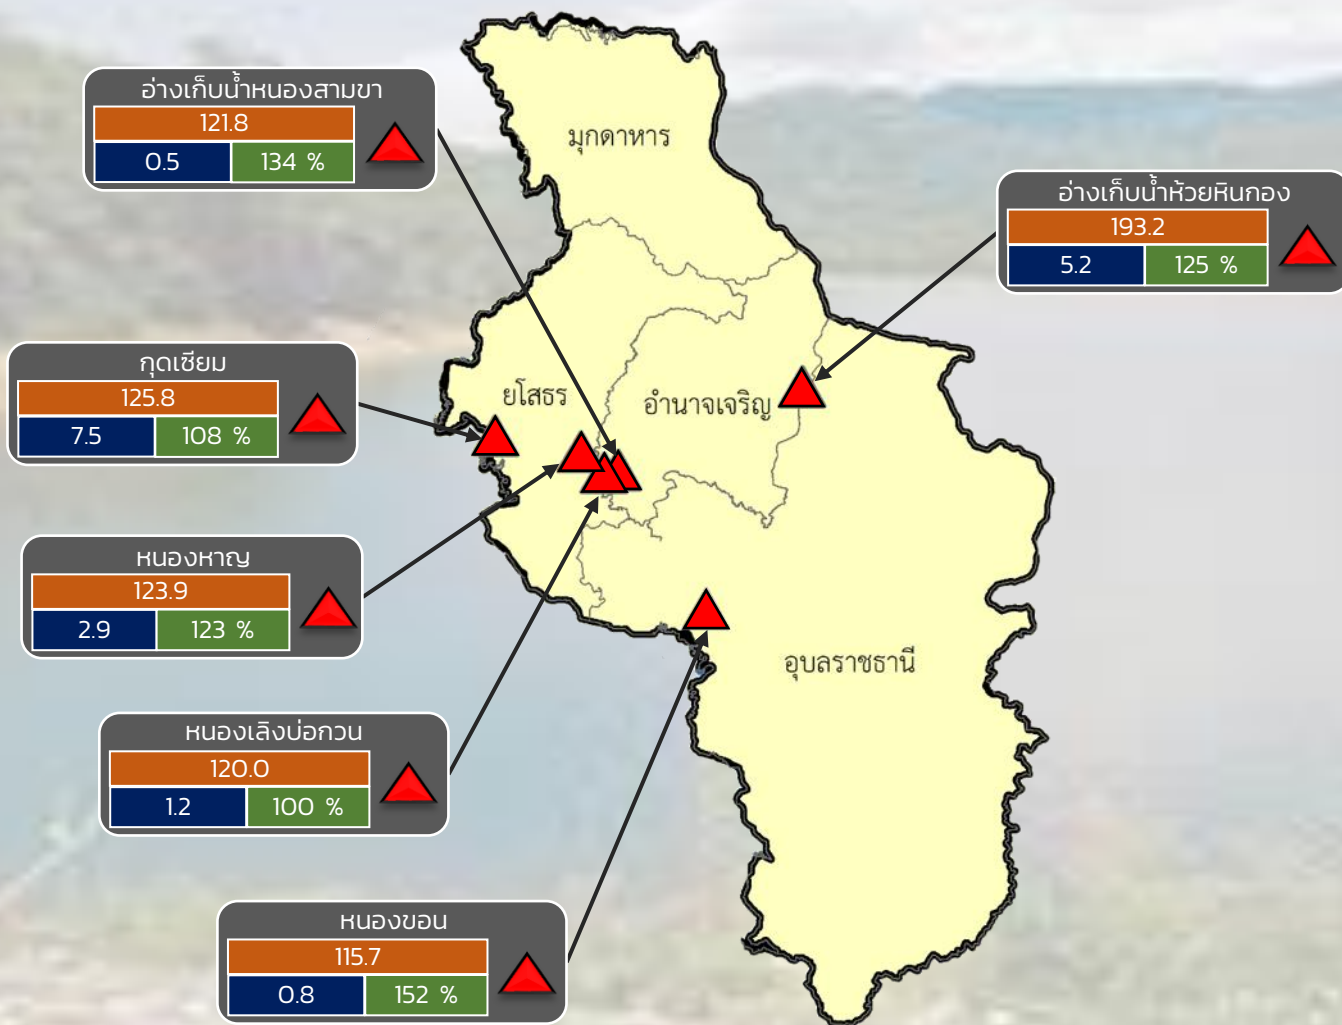 อ่างเก็บน้ำหนองสามขา
121.8
0.5 134 %
มุกดาหาร
อ่างเก็บน้ำห้วยหินกอง
193.2
5.2 125 %
กุดเซียม
125.8
7.5 108 %
ยโสธร
อำนาจเจริญ
หนองหาญ
123.9
2.9 123 %
อุบลราชธานี
หนองเลิงบ่อกวน
120.0
1.2 100 %
หนองขอน
115.7
0.8 152 %